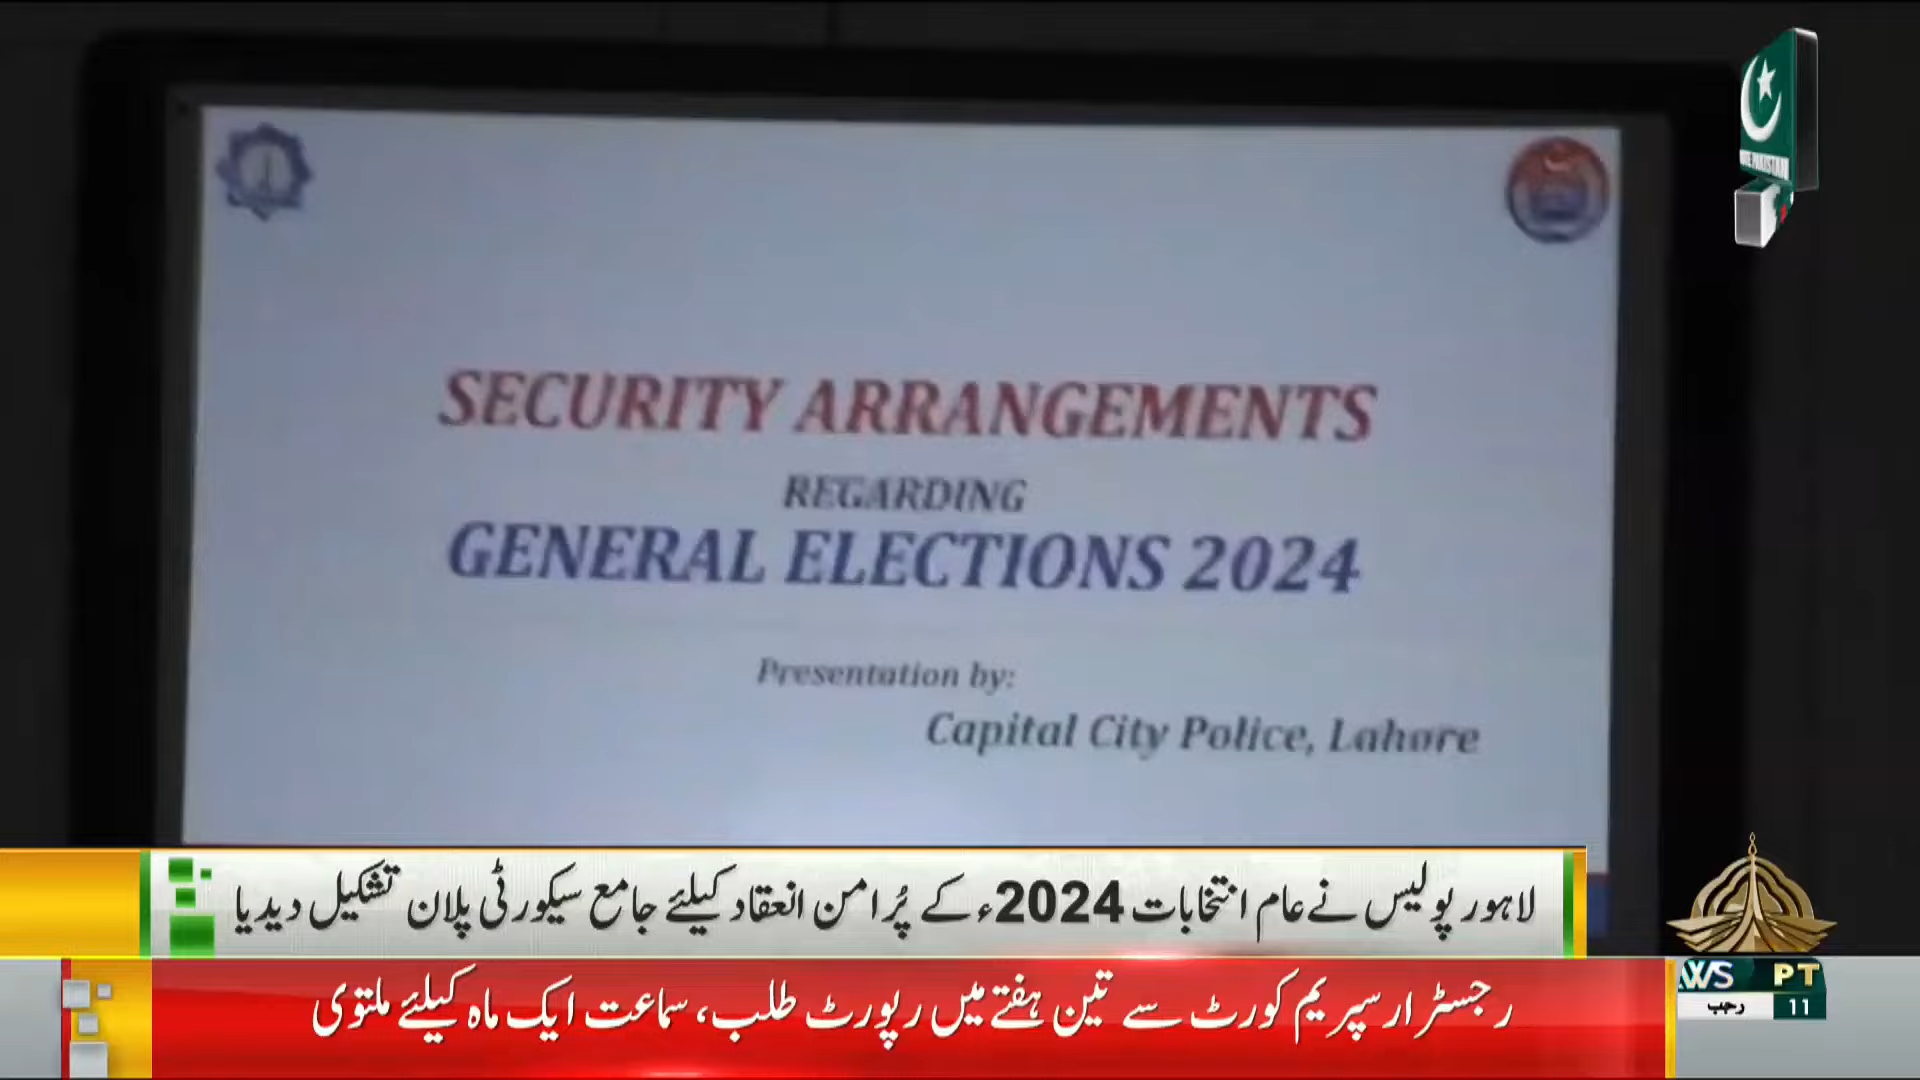 SECURITY ARRANGEMENTS
REGARDING
GENERAL ELECTIONS 2024
Presentation by:
Capital City Police, Lahore
لاہور پولیس نے عام انتخابات 2024ء کے پُرامن انعقاد کیلئے جامع سیکورٹی پلان تشکیل دیدیا
رجسٹرار سپریم کورٹ سے تین ہفتے میں رپورٹ طلب، سماعت ایک ماہ کیلئے ملتوی
PT
رجب 11